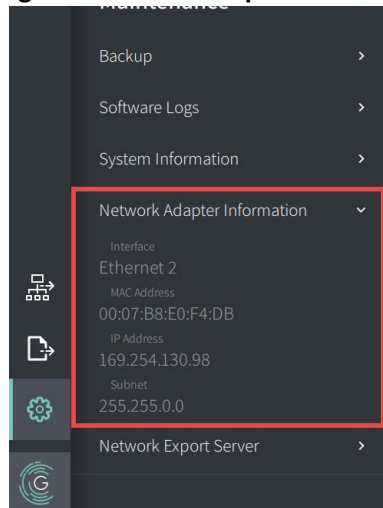 Backup
Software Logs
System Information
Network Adapter Information
Interface
Ethernet 2
MAC Address
00:07:B8:E0:F4:DB
IP Address
169.254.130.98
Subnet
255.255.0.0
Network Export Server
G